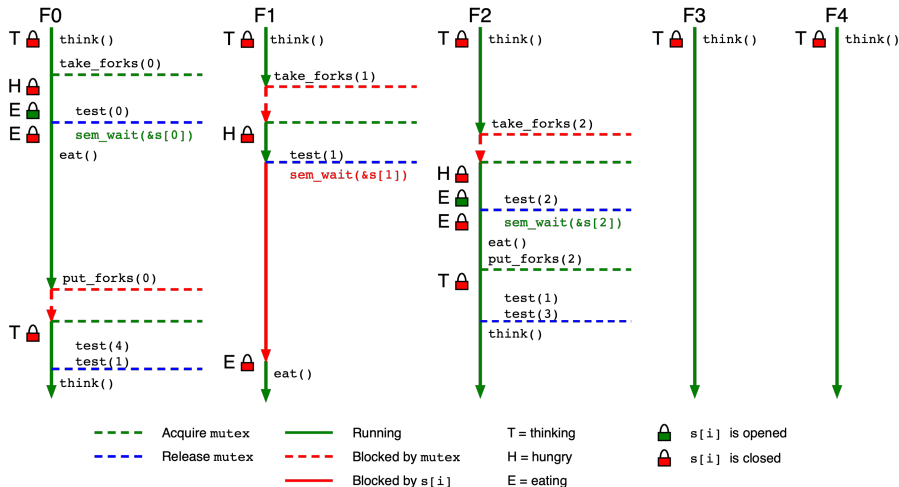 F0 F1 F2 F3 F4
T think() T think() T think() T think() T think()
take_forks(0)
take_forks(1)
H
E test(0)
take_forks(2)
E sem_wait(&s[0]) H
eat() test(1)
sem_wait(&s[1]) H
E test(2)
E sem_wait(&s[2])
eat()
put_forks(2)
put_forks(0) T
test(1)
test(3)
T think()
test(4)
test(1) E
think() eat()
Acquire mutex Running T = thinking s[i] is opened
Release mutex Blocked by mutex H = hungry s[i] is closed
Blocked by s[i] E = eating